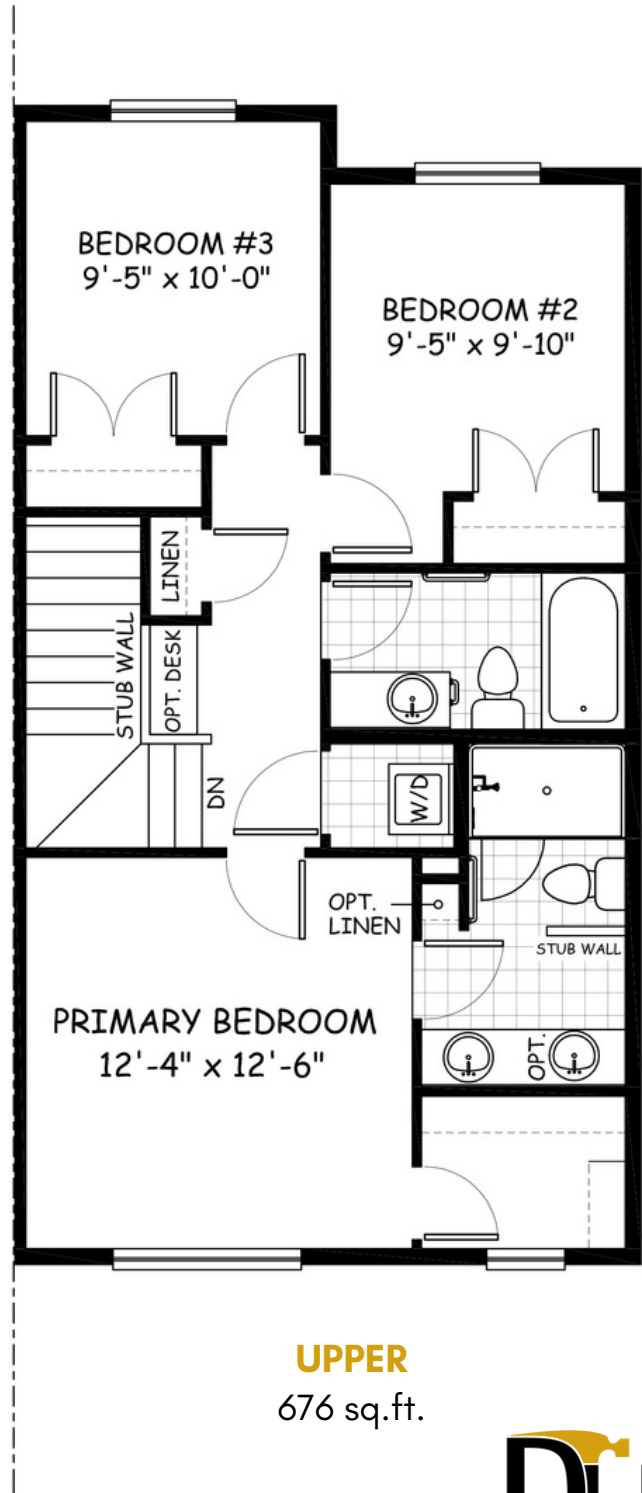 BEDROOM #3
9'-5" x 10'-0"
BEDROOM #2
9'-5" x 9'-10"
LINEN
STUB WALL
OPT. DESK
DN
W/D
OPT.
LINEN
STUB WALL
PRIMARY BEDROOM
12'-4" x 12'-6"
OPT.
UPPER
676 sq.ft.